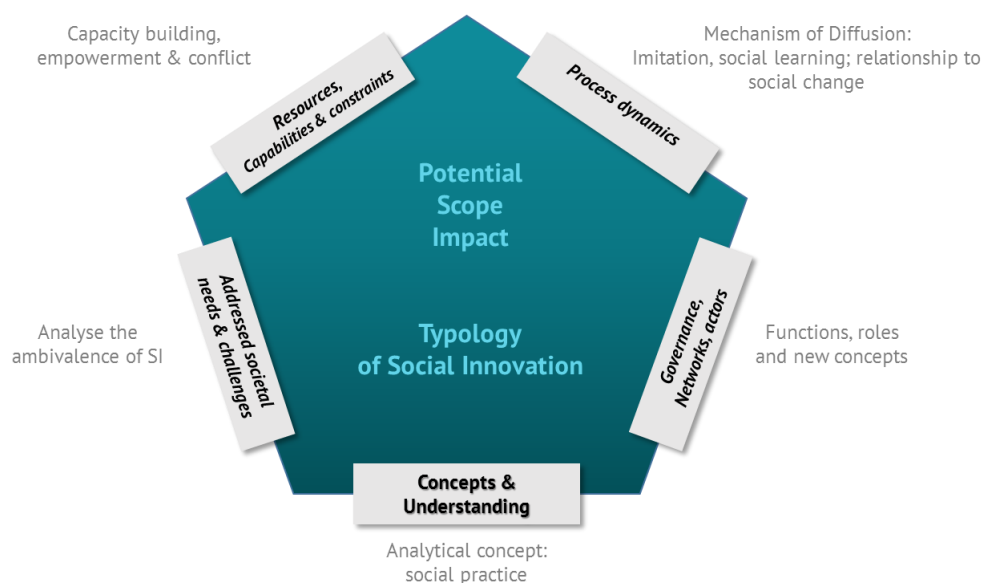 Capacity building,
empowerment & conflict
Mechanism of Diffusion:
Imitation, social learning; relationship to
social change
Resources,
Capabilities & constraints
Process dynamics
Potential
Scope
Impact
Addressed societal
needs & challenges
Analyse the
ambivalence of SI
Typology
of Social Innovation
Governance,
Networks, actors
Functions, roles
and new concepts
Concepts &
Understanding
Analytical concept:
social practice